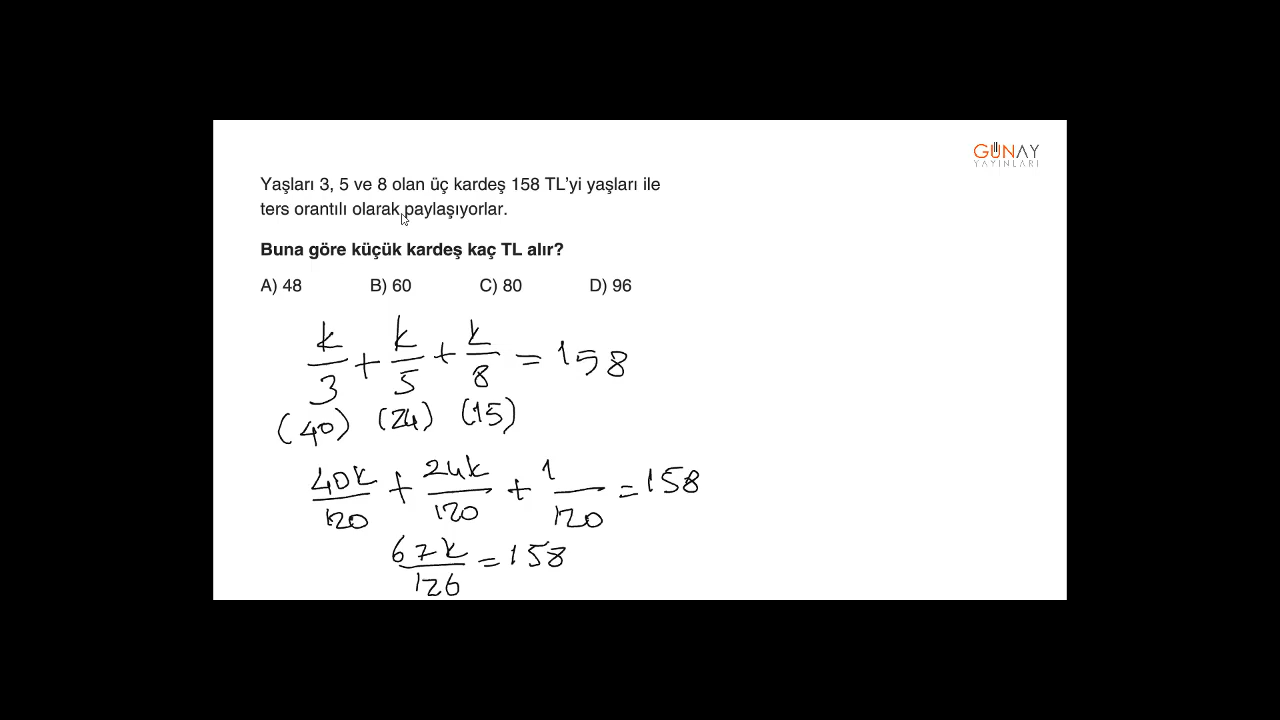 GÜNAY
YAYINLARI
Yaşları 3, 5 ve 8 olan üç kardeş 158 TL'yi yaşları ile
ters orantılı olarak paylaşıyorlar.
Buna göre küçük kardeş kaç TL alır?
A) 48 B) 60 C) 80 D) 96
k/3 + k/5 + k/8 = 158
(40) (24) (15)
40k/120 + 24k/120 + 1/120 = 158
67k/126 = 158